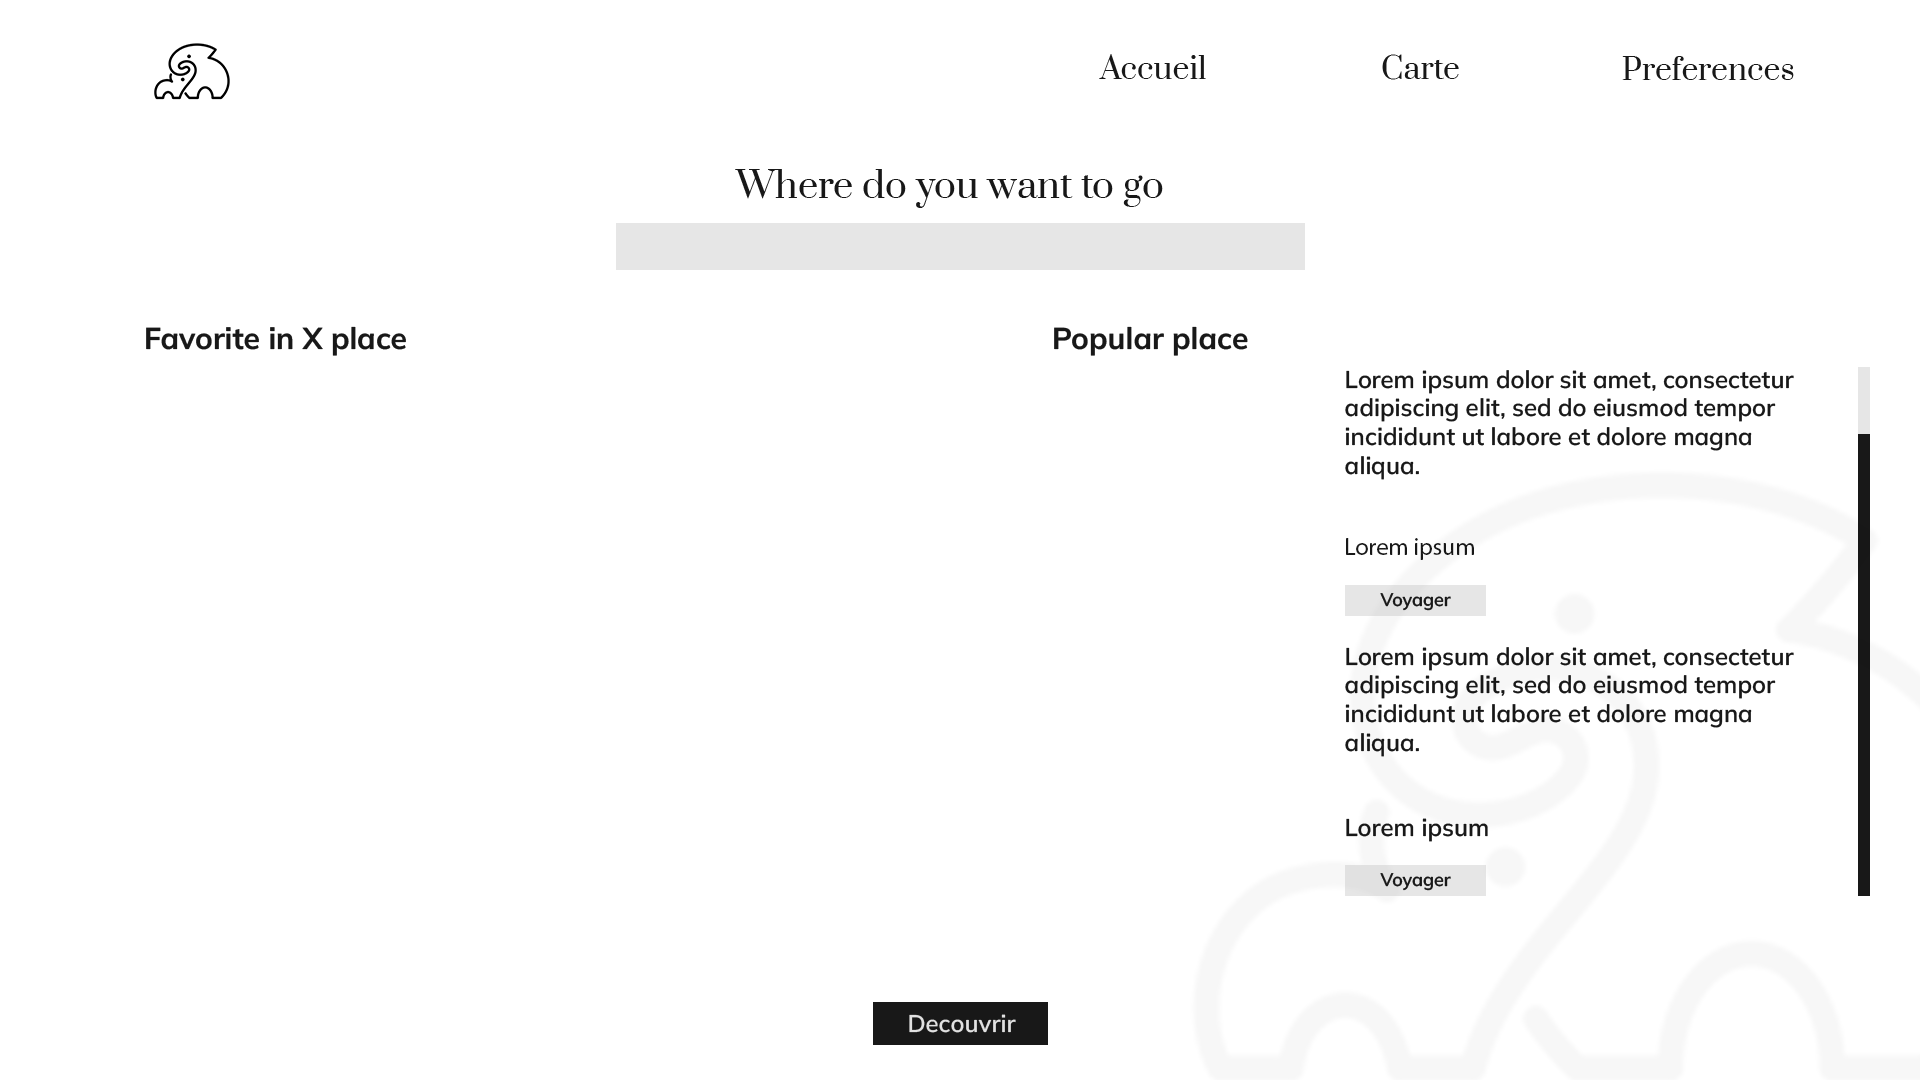 Accueil
Carte
Preferences
Where do you want to go
Favorite in X place
Popular place
Lorem ipsum dolor sit amet, consectetur
adipiscing elit, sed do eiusmod tempor
incididunt ut labore et dolore magna
aliqua.
Lorem ipsum
Voyager
Lorem ipsum dolor sit amet, consectetur
adipiscing elit, sed do eiusmod tempor
incididunt ut labore et dolore magna
aliqua.
Lorem ipsum
Voyager
Decouvrir